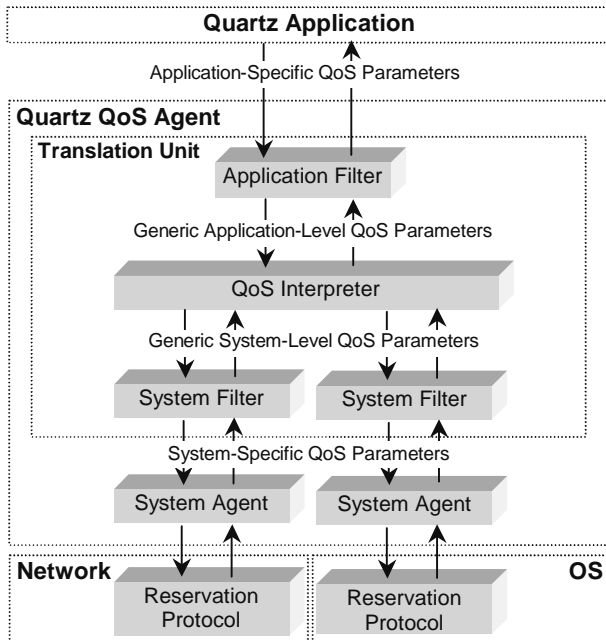 Quartz Application
Application-Specific QoS Parameters
Quartz QoS Agent
Translation Unit
Application Filter
Generic Application-Level QoS Parameters
QoS Interpreter
Generic System-Level QoS Parameters
System Filter
System Filter
System-Specific QoS Parameters
System Agent
System Agent
Network
OS
Reservation
Protocol
Reservation
Protocol